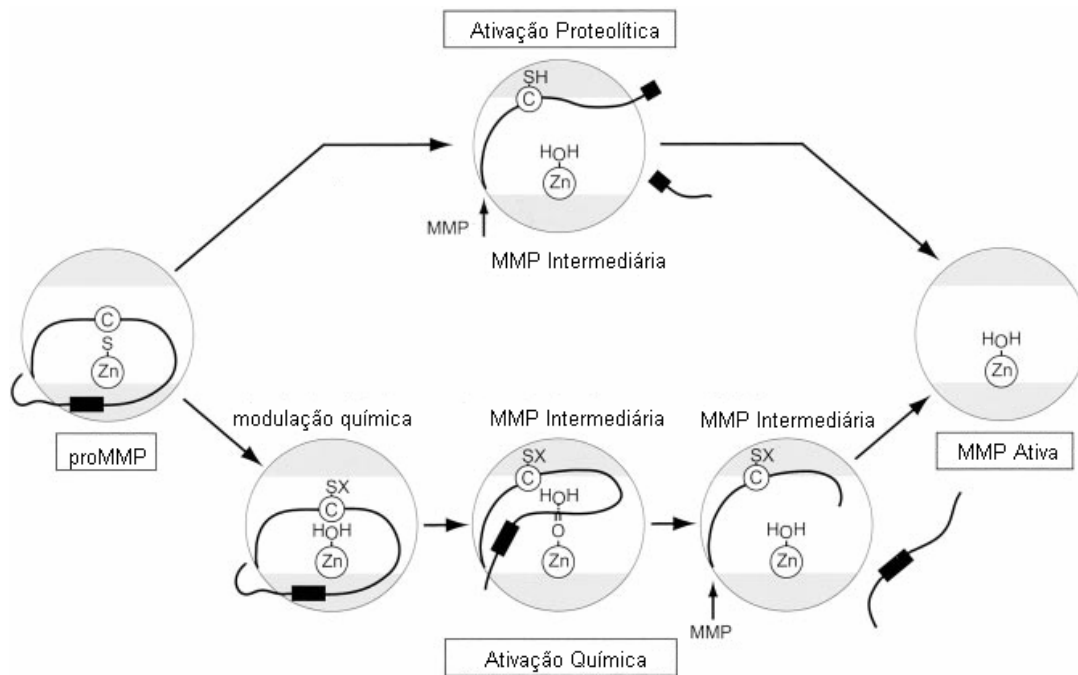 Ativação Proteolítica
SH
C
HOH
Zn
MMP
MMP Intermediária
C
S
Zn
proMMP
HOH
Zn
MMP Ativa
modulação química
SX
C
HOH
Zn
MMP Intermediária
SX
C
HOH
O
Zn
MMP Intermediária
SX
C
HOH
Zn
MMP
Ativação Química